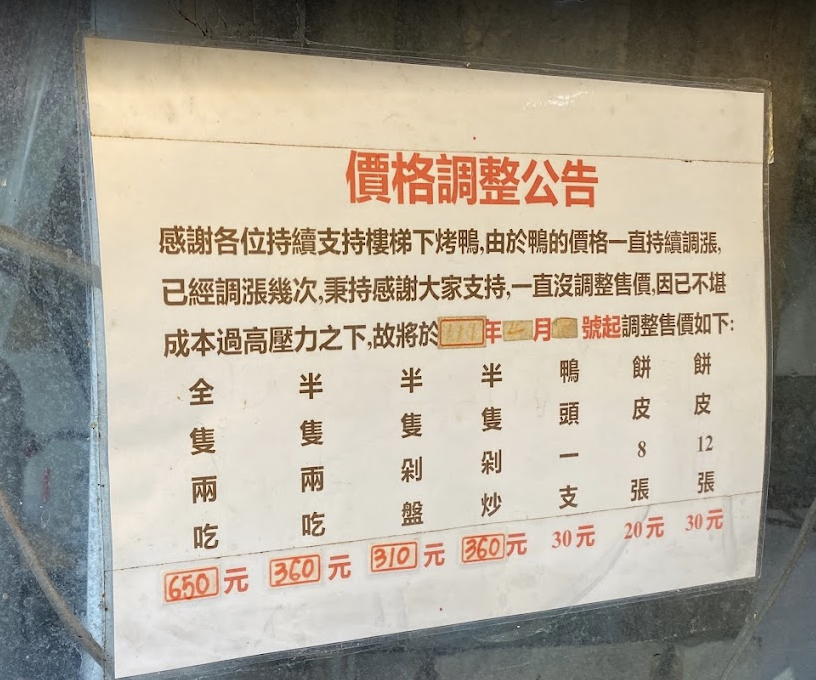 價格調整公告
感謝各位持續支持樓梯下烤鴨,由於鴨的價格一直持續調漲,
已經調漲幾次,秉持感謝大家支持,一直沒調整售價,因已不堪
成本過高壓力之下,故將於年月號起調整售價如下:
全隻兩吃
650元
半隻兩吃
360元
半隻剁盤
310元
半隻剁炒
360元
鴨頭一支
30元
餅皮8張
20元
餅皮12張
30元